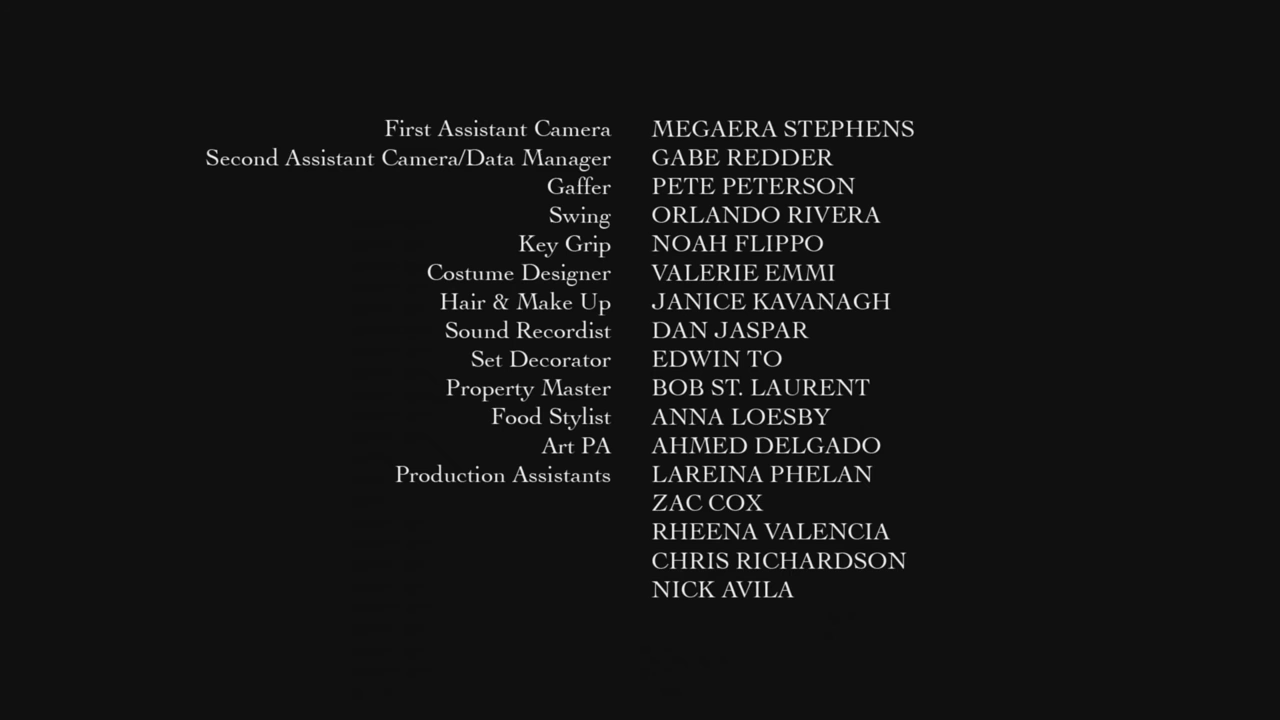 First Assistant Camera MEGAERA STEPHENS
Second Assistant Camera/Data Manager GABE REDDER
Gaffer PETE PETERSON
Swing ORLANDO RIVERA
Key Grip NOAH FLIPPO
Costume Designer VALERIE EMMI
Hair & Make Up JANICE KAVANAGH
Sound Recordist DAN JASPAR
Set Decorator EDWIN TO
Property Master BOB ST. LAURENT
Food Stylist ANNA LOESBY
Art PA AHMED DELGADO
Production Assistants LAREINA PHELAN
ZAC COX
RHEENA VALENCIA
CHRIS RICHARDSON
NICK AVILA